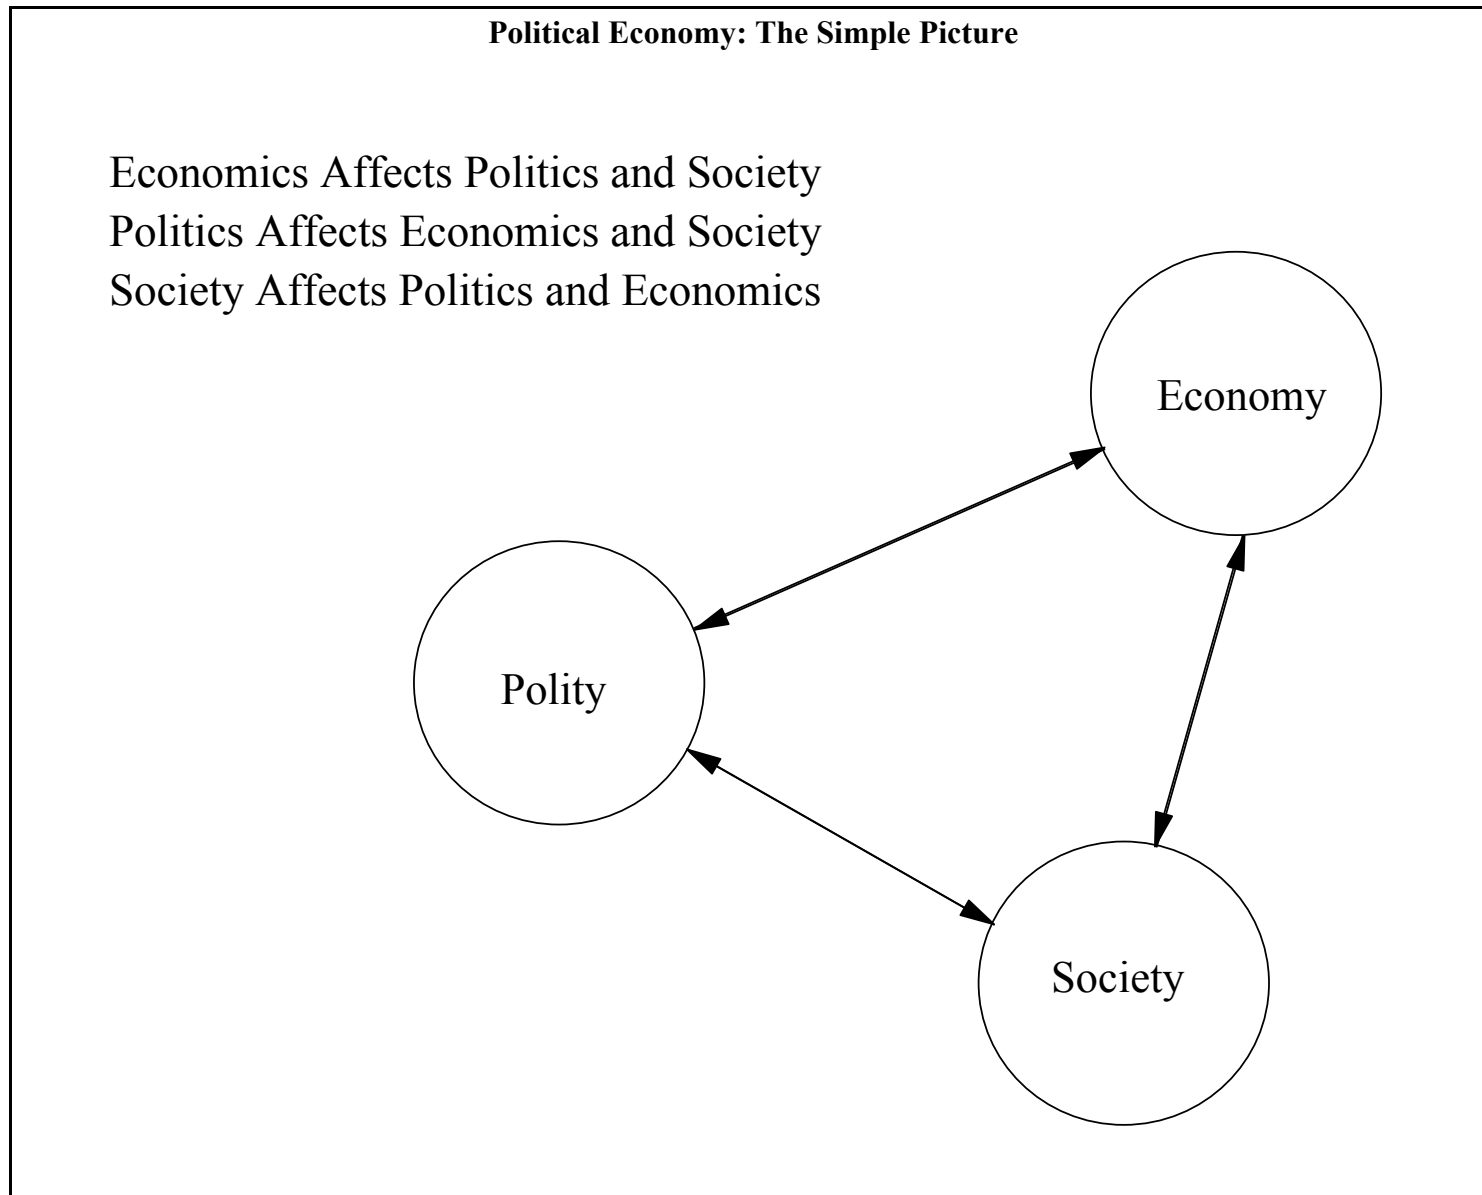 Political Economy: The Simple Picture
Economics Affects Politics and Society
Politics Affects Economics and Society
Society Affects Politics and Economics
Economy
Polity
Society